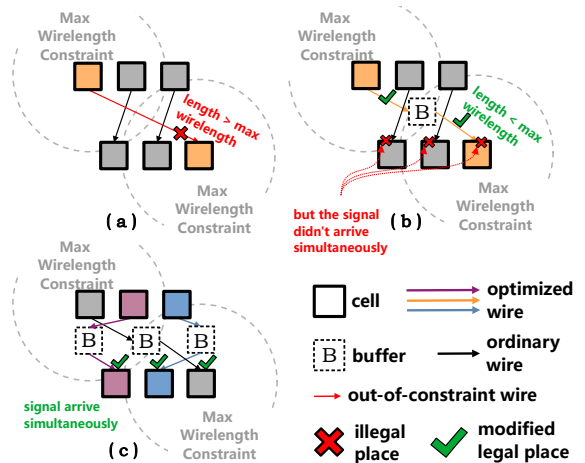 Max
Wirelength
Constraint
length > max
wirelength
Max
Wirelength
Constraint
(a)
Max
Wirelength
Constraint
B
length < max
wirelength
Max
Wirelength
Constraint
but the signal
didn't arrive
simultaneously
(b)
Max
Wirelength
Constraint
B
B
B
signal arrive
simultaneously
Max
Wirelength
Constraint
(c)
cell
optimized
wire
B
buffer
ordinary
wire
out-of-constraint wire
illegal
place
modified
legal place